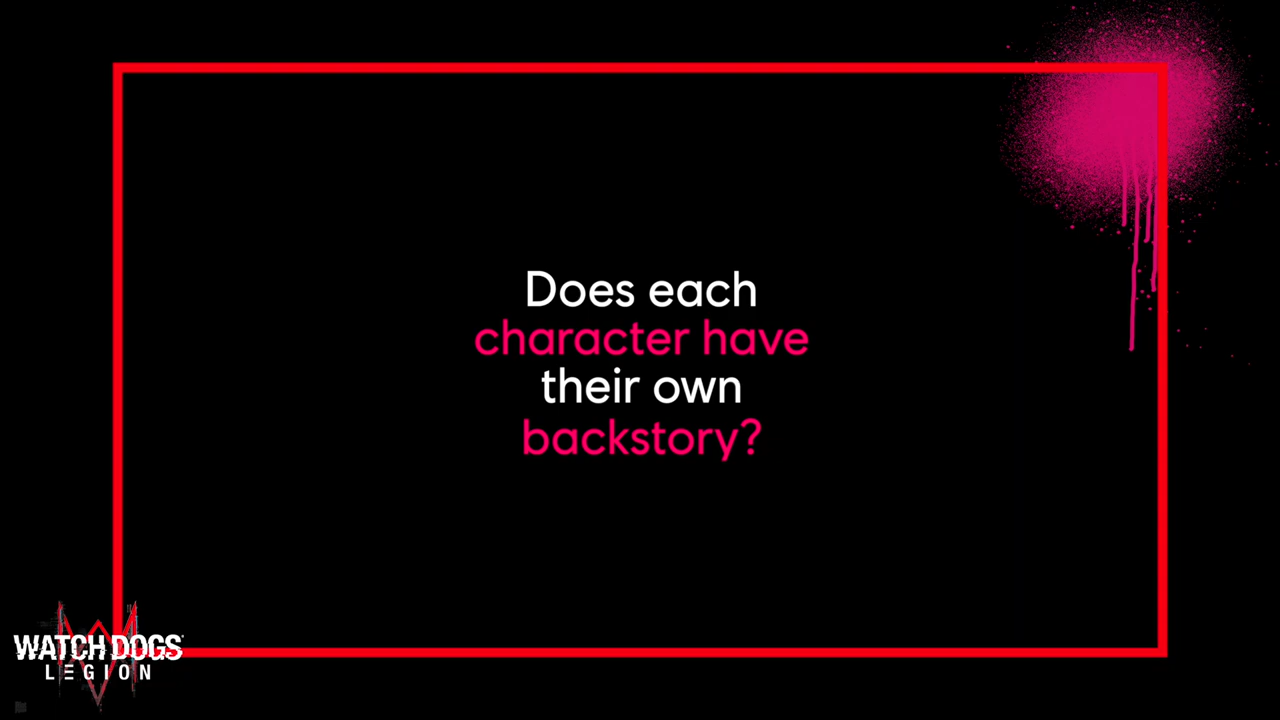 Does each
character have
their own
backstory?
WATCH DOGS
LEGION